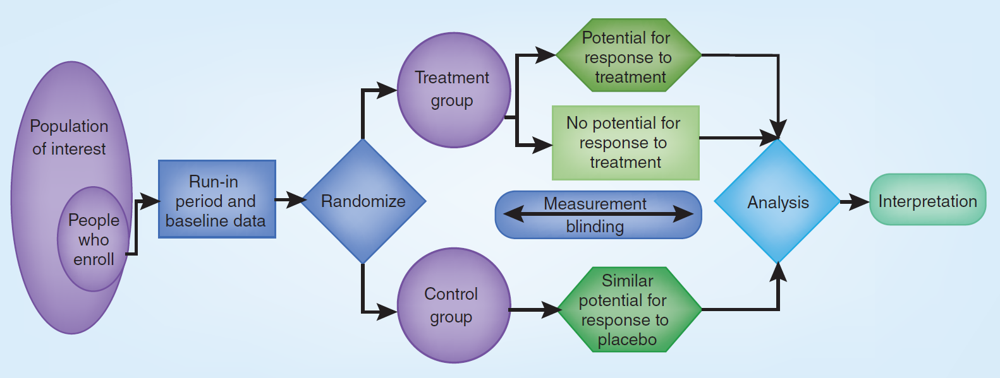 Population
of interest
People
who
enroll
Run-in
period and
baseline data
Randomize
Treatment
group
Control
group
Potential for
response to
treatment
No potential for
response to
treatment
Measurement
blinding
Similar
potential for
response to
placebo
Analysis
Interpretation